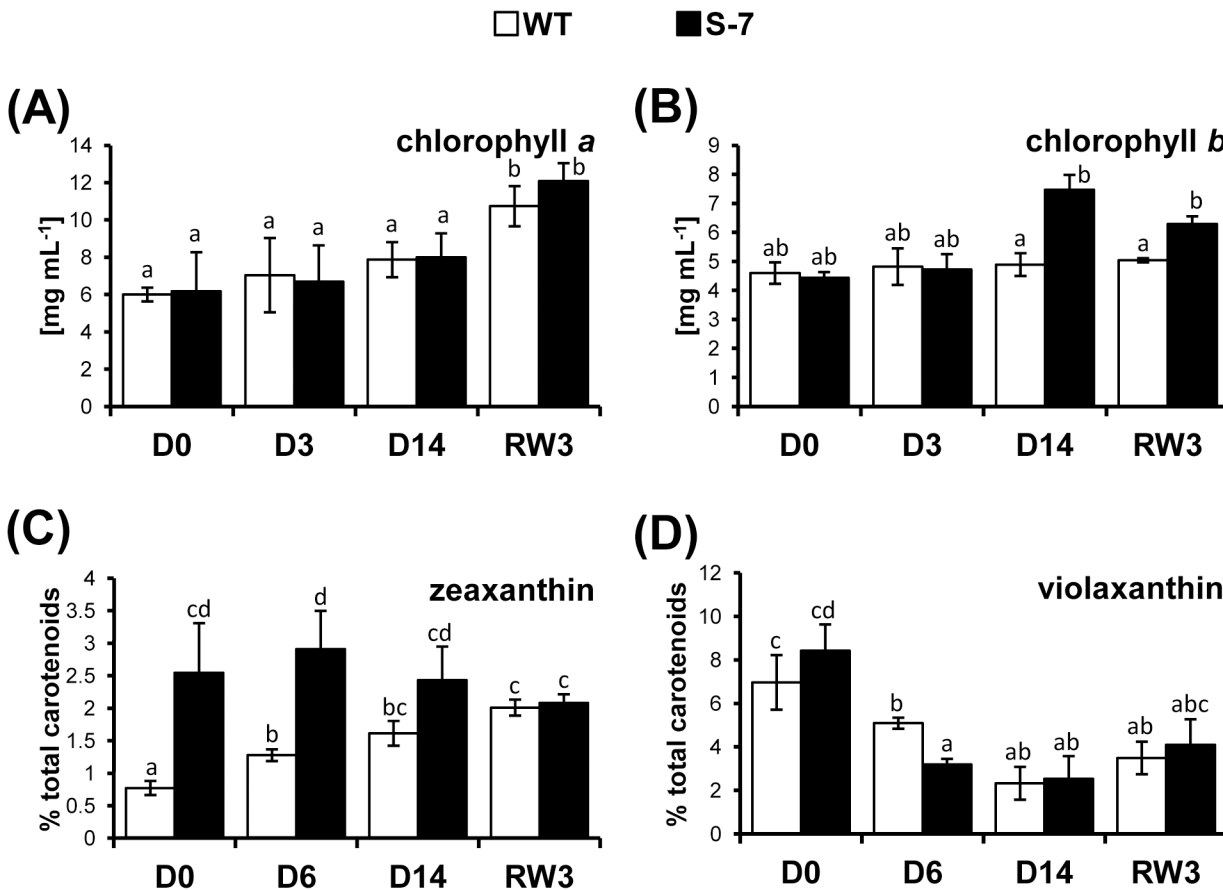 WT S-7
(A)
chlorophyll a
[mg mL-1]
14
12
10
8
6
4
2
0
a a a a a a b b
D0 D3 D14 RW3
(B)
chlorophyll b
[mg mL-1]
9
8
7
6
5
4
3
2
1
0
ab ab ab ab a b a b
D0 D3 D14 RW3
(C)
zeaxanthin
% total carotenoids
4
3.5
3
2.5
2
1.5
1
0.5
0
a cd b d bc cd c c
D0 D6 D14 RW3
(D)
violaxanthin
% total carotenoids
12
10
8
6
4
2
0
c cd b a ab ab ab abc
D0 D6 D14 RW3